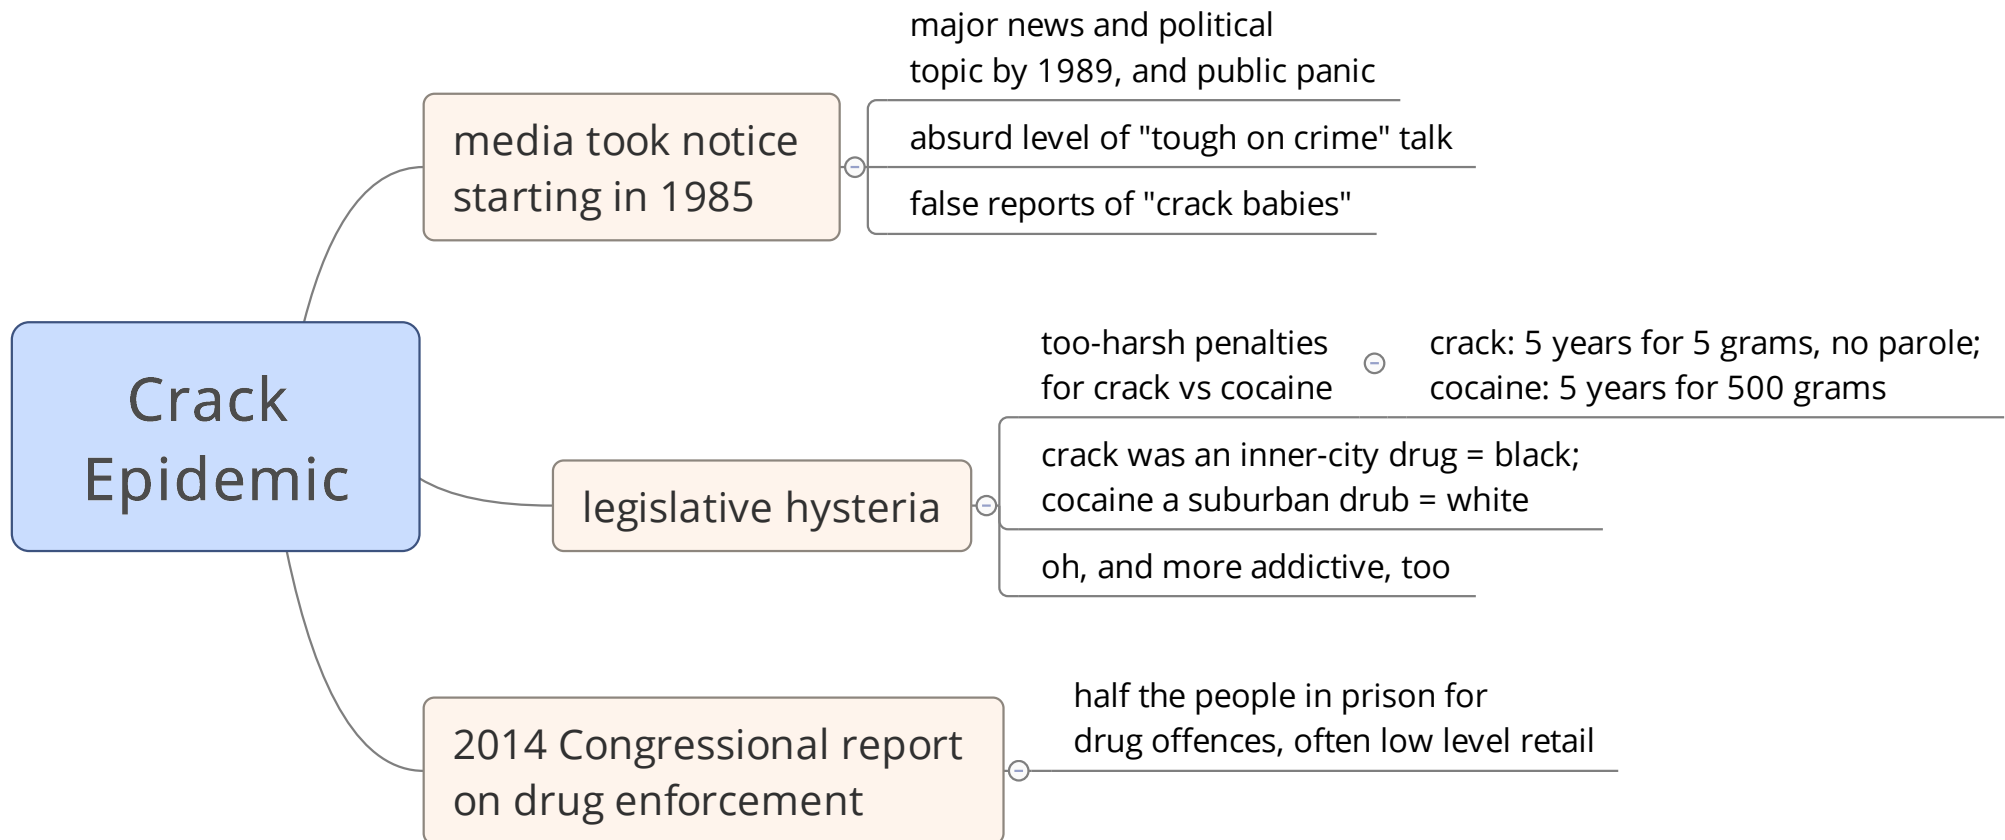 major news and political
topic by 1989, and public panic
media took notice
starting in 1985
absurd level of "tough on crime" talk
false reports of "crack babies"
Crack
Epidemic
too-harsh penalties
for crack vs cocaine
crack: 5 years for 5 grams, no parole;
cocaine: 5 years for 500 grams
legislative hysteria
crack was an inner-city drug = black;
cocaine a suburban drub = white
oh, and more addictive, too
2014 Congressional report
on drug enforcement
half the people in prison for
drug offences, often low level retail